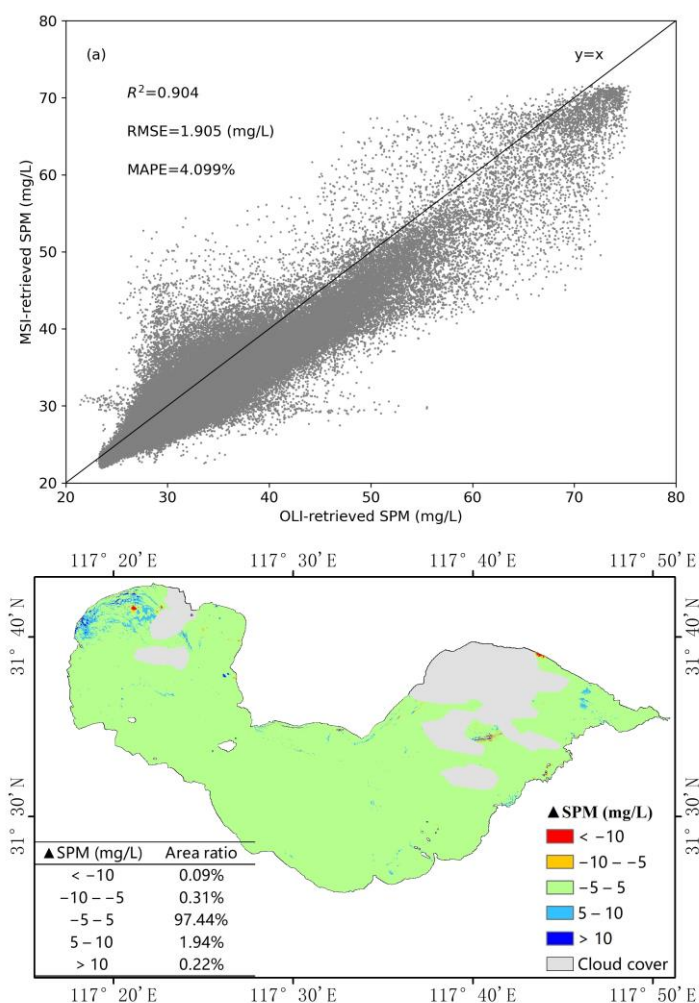 80
70
60
50
40
30
20
MSI-retrieved SPM (mg/L)
(a)
y=x
R²=0.904
RMSE=1.905 (mg/L)
MAPE=4.099%
20 30 40 50 60 70 80
OLI-retrieved SPM (mg/L)
117° 20′E 117° 30′E 117° 40′E 117° 50′E
31° 40′N 31° 40′N
31° 30′N 31° 30′N
▲SPM (mg/L) Area ratio
< −10 0.09%
−10 – −5 0.31%
−5 – 5 97.44%
5 – 10 1.94%
> 10 0.22%
▲SPM (mg/L)
< −10
−10 – −5
−5 – 5
5 – 10
> 10
Cloud cover
117° 20′E 117° 30′E 117° 40′E 117° 50′E